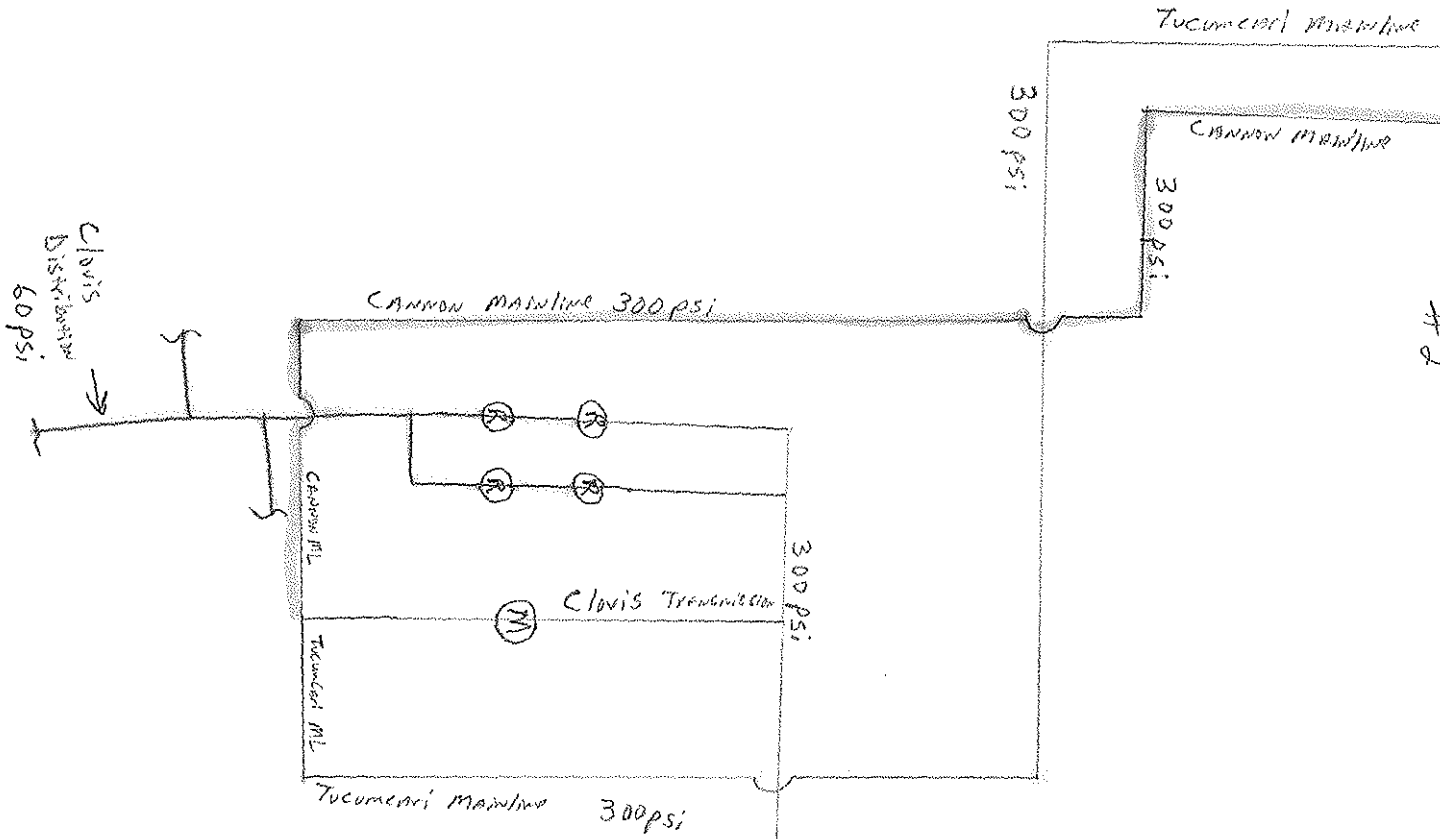 Tucumcari Mainline
300 psi
CANNON MAINLINE
300 psi
#2
CANNON MAINLINE 300 psi
Clovis
Distribution
60 psi
R
R
R
R
CANNON ML
300 psi
Clovis Transmission
M
Tucumcari ML
Tucumcari Mainline 300 psi